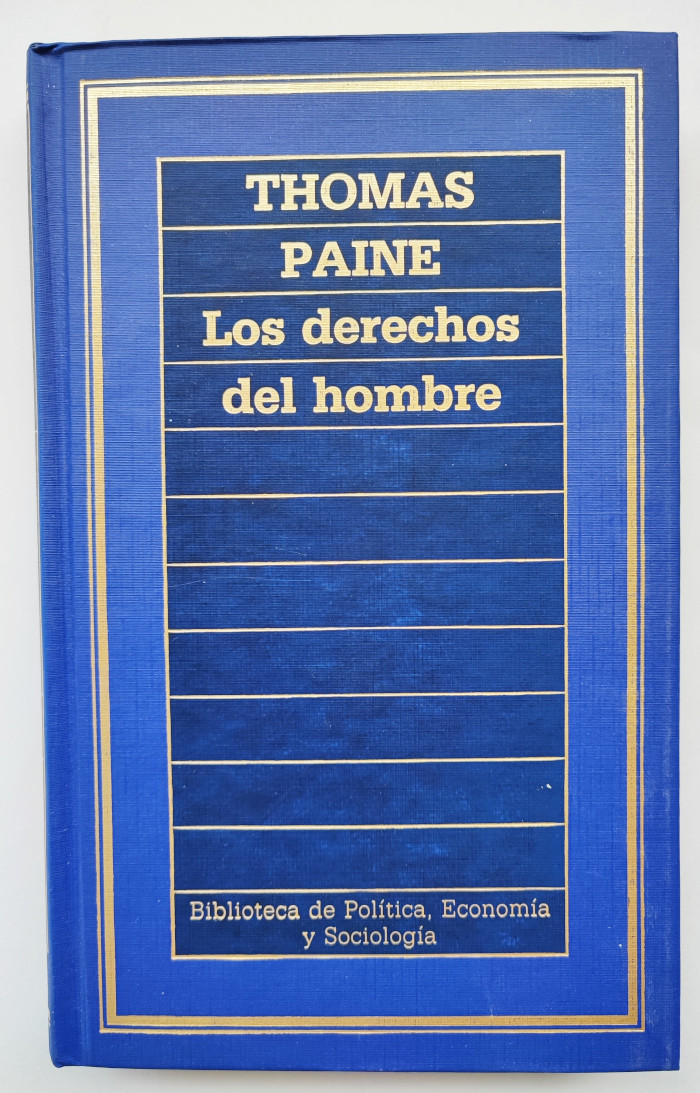 THOMAS
PAINE
Los derechos
del hombre
Biblioteca de Política, Economía
y Sociología